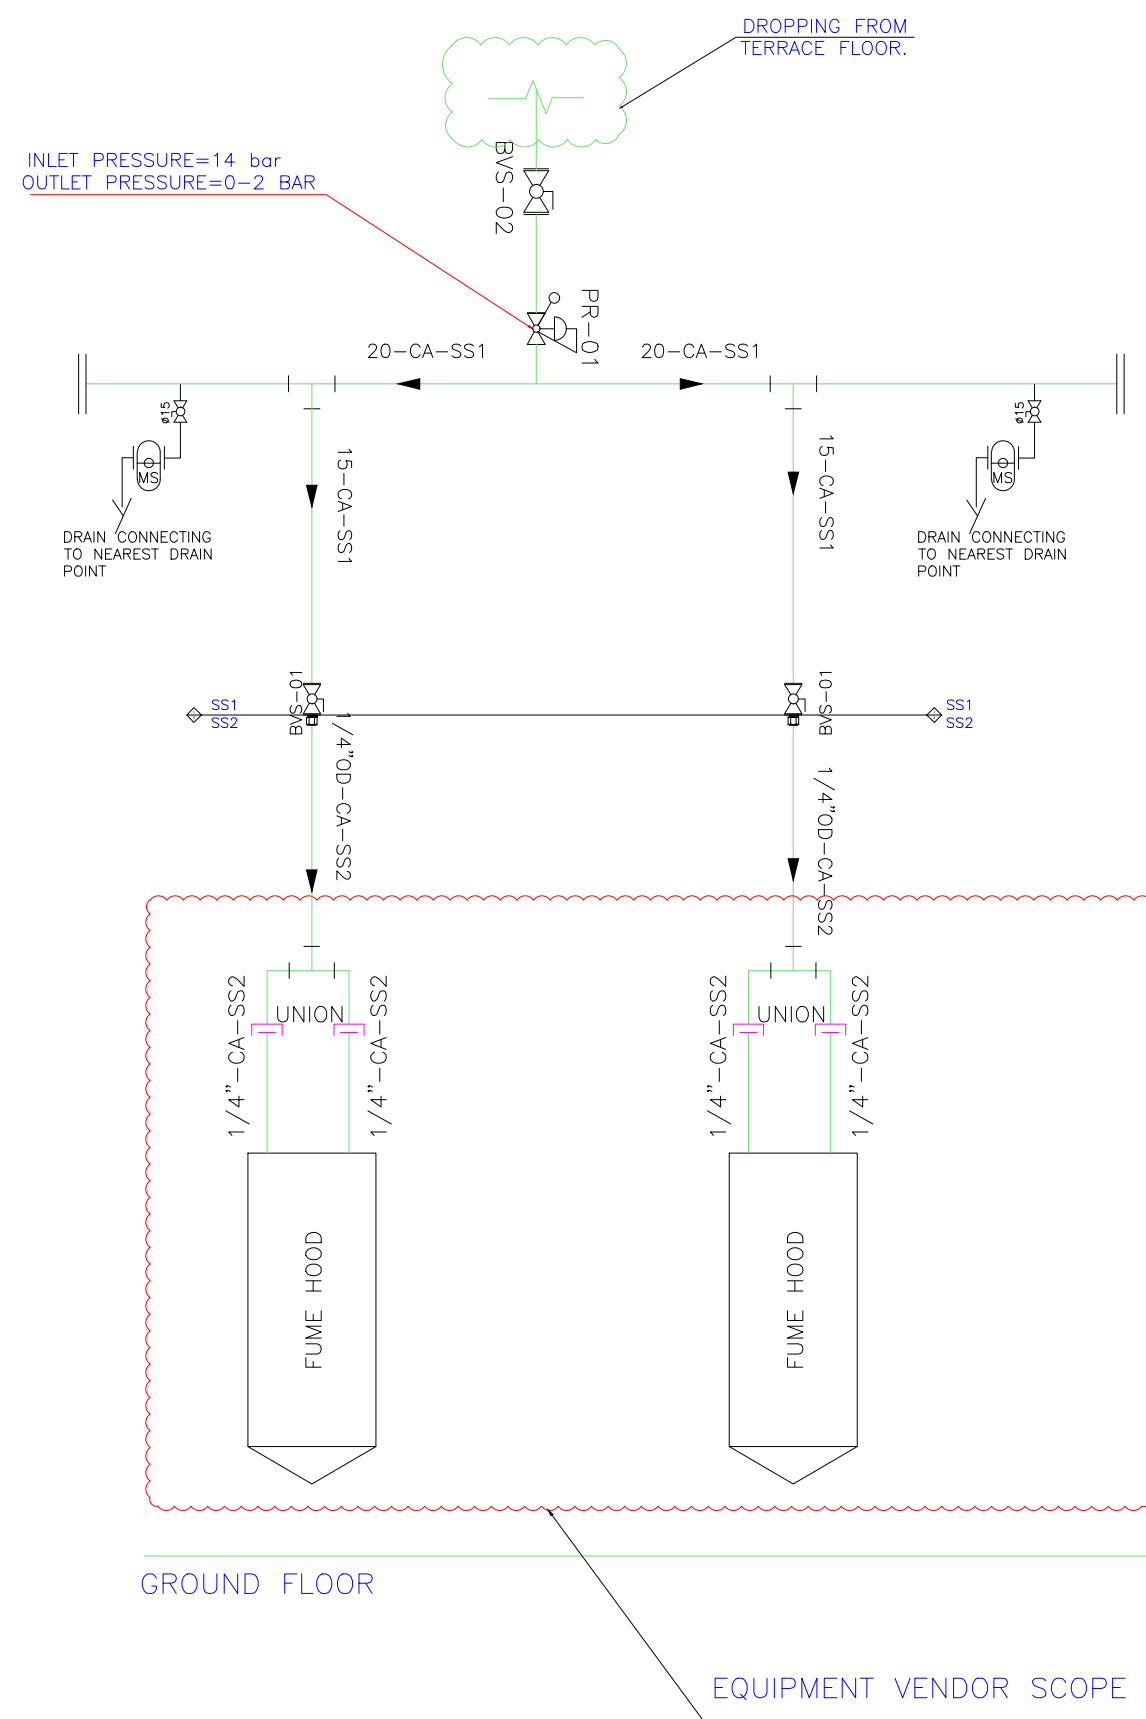 DROPPING FROM
TERRACE FLOOR.
INLET PRESSURE=14 bar
OUTLET PRESSURE=0-2 BAR
BVS-02
PR-01
20-CA-SS1
20-CA-SS1
ø15
ø15
MS
MS
15-CA-SS1
15-CA-SS1
DRAIN CONNECTING
TO NEAREST DRAIN
POINT
DRAIN CONNECTING
TO NEAREST DRAIN
POINT
SS1
SS2
BVS-01
BVS-01
SS1
SS2
1/4"OD-CA-SS2
1/4"OD-CA-SS2
1/4"-CA-SS2
UNION
1/4"-CA-SS2
1/4"-CA-SS2
UNION
1/4"-CA-SS2
FUME HOOD
FUME HOOD
GROUND FLOOR
EQUIPMENT VENDOR SCOPE